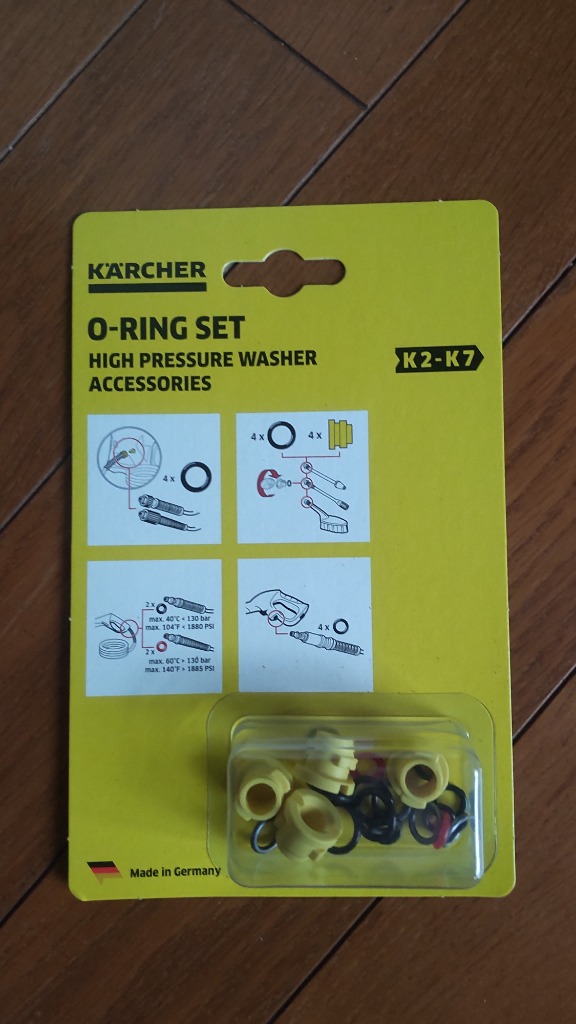 KÄRCHER
O-RING SET
HIGH PRESSURE WASHER
ACCESSORIES
K2-K7
4 x
4 x
4 x
2 x
max. 40°C < 130 bar
max. 104°F < 1880 PSI
2 x
max. 60°C > 130 bar
max. 140°F > 1885 PSI
4 x
Made in Germany